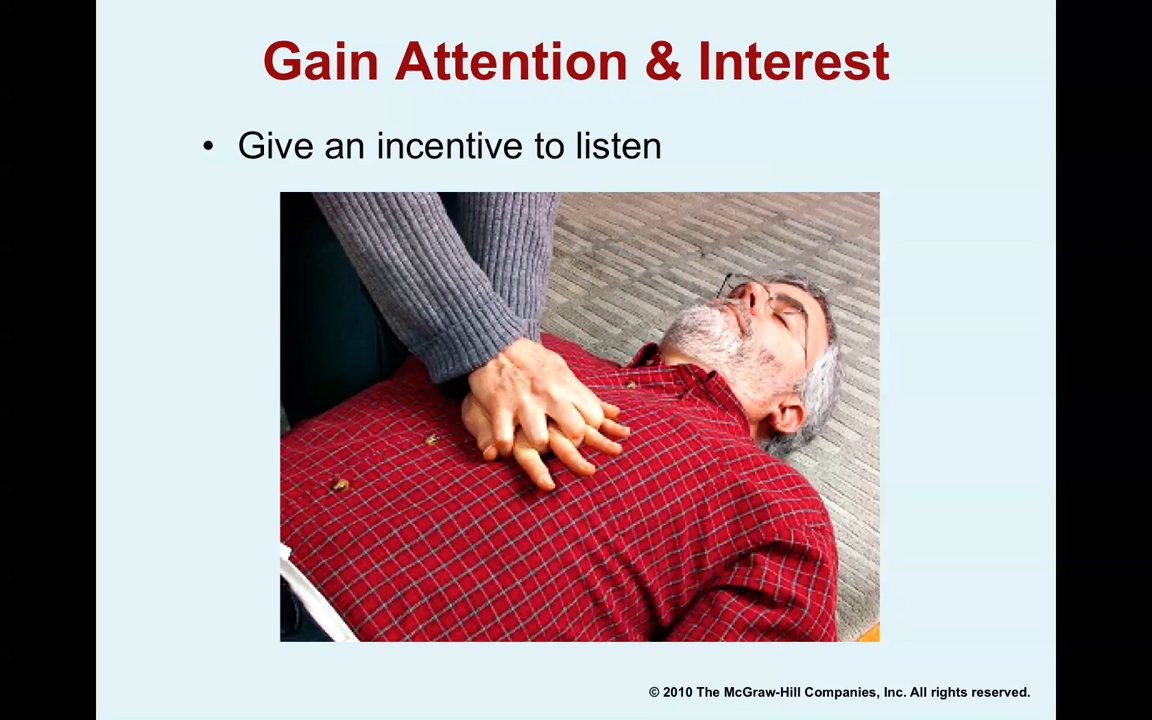 Gain Attention & Interest
• Give an incentive to listen
© 2010 The McGraw-Hill Companies, Inc. All rights reserved.